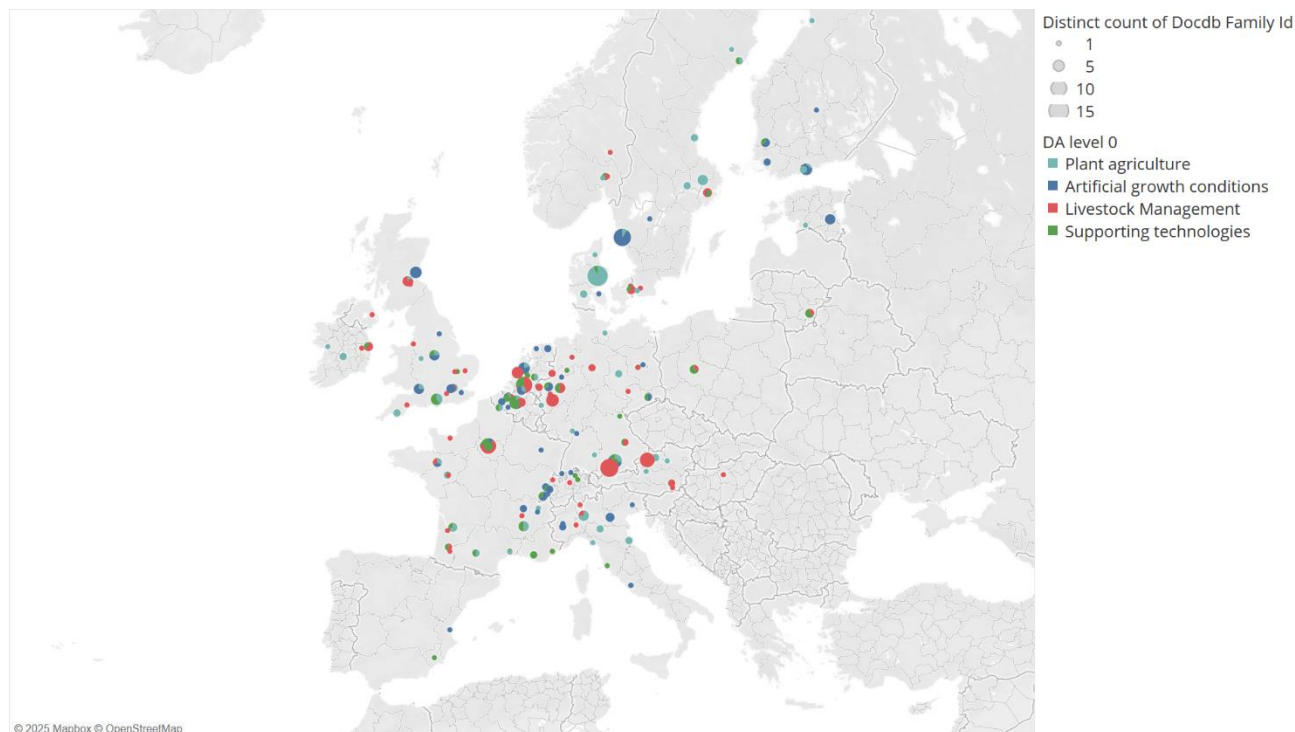 Distinct count of Docdb Family Id
1
5
10
15
DA level 0
Plant agriculture
Artificial growth conditions
Livestock Management
Supporting technologies
© 2025 Mapbox © OpenStreetMap